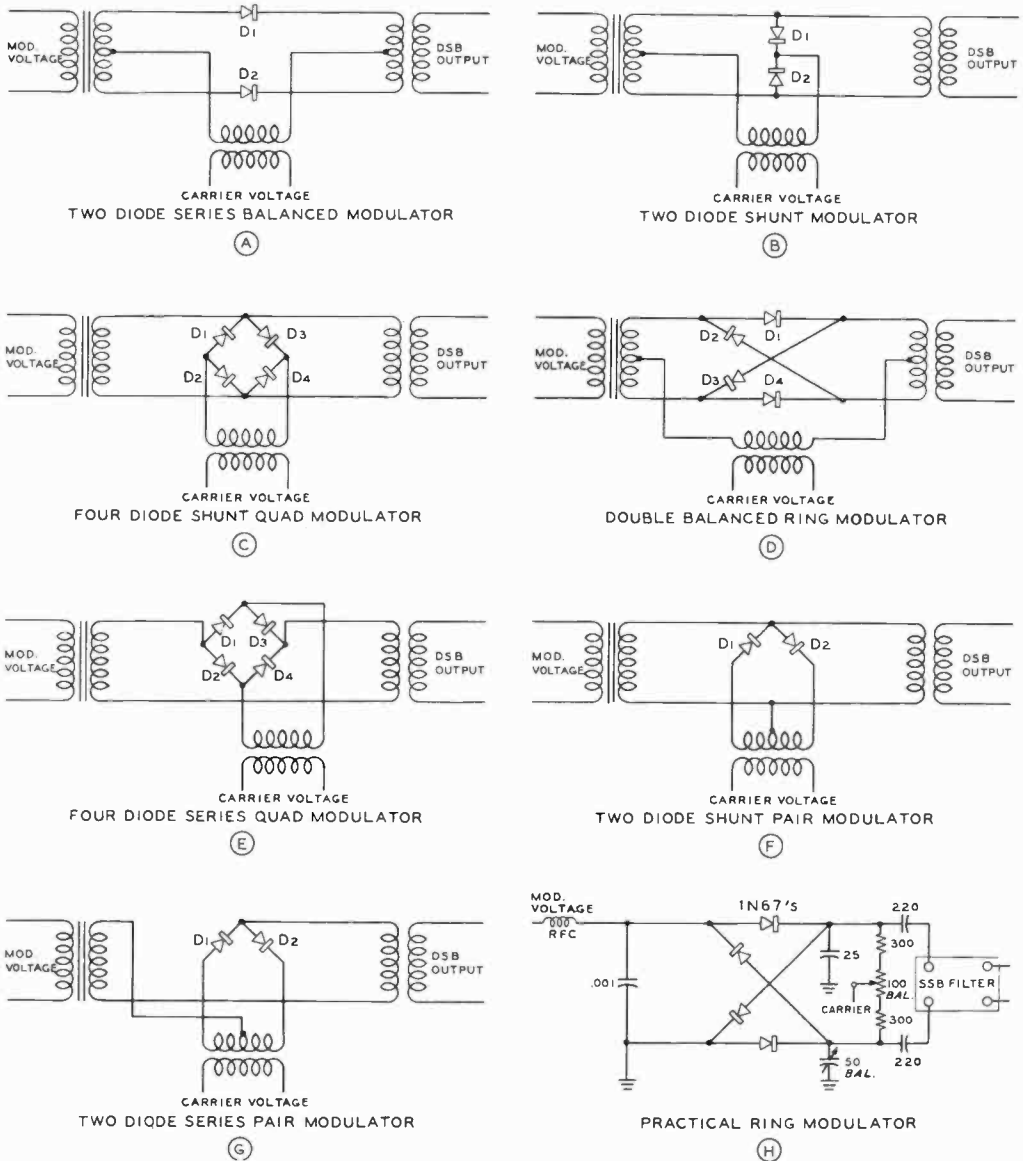 MOD.
VOLTAGE
D1
D2
DSB
OUTPUT
CARRIER VOLTAGE
TWO DIODE SERIES BALANCED MODULATOR
A
MOD.
VOLTAGE
D1
D2
DSB
OUTPUT
CARRIER VOLTAGE
TWO DIODE SHUNT MODULATOR
B
MOD.
VOLTAGE
D1
D3
D2
D4
DSB
OUTPUT
CARRIER VOLTAGE
FOUR DIODE SHUNT QUAD MODULATOR
C
MOD.
VOLTAGE
D2
D1
D3
D4
DSB
OUTPUT
CARRIER VOLTAGE
DOUBLE BALANCED RING MODULATOR
D
MOD.
VOLTAGE
D1
D3
D2
D4
DSB
OUTPUT
CARRIER VOLTAGE
FOUR DIODE SERIES QUAD MODULATOR
E
MOD.
VOLTAGE
D1
D2
DSB
OUTPUT
CARRIER VOLTAGE
TWO DIODE SHUNT PAIR MODULATOR
F
MOD.
VOLTAGE
D1
D2
DSB
OUTPUT
CARRIER VOLTAGE
TWO DIODE SERIES PAIR MODULATOR
G
MOD.
VOLTAGE
RFC
1N67'S
220
300
25
.001
100
BAL.
CARRIER
SSB FILTER
300
50
BAL.
220
PRACTICAL RING MODULATOR
H